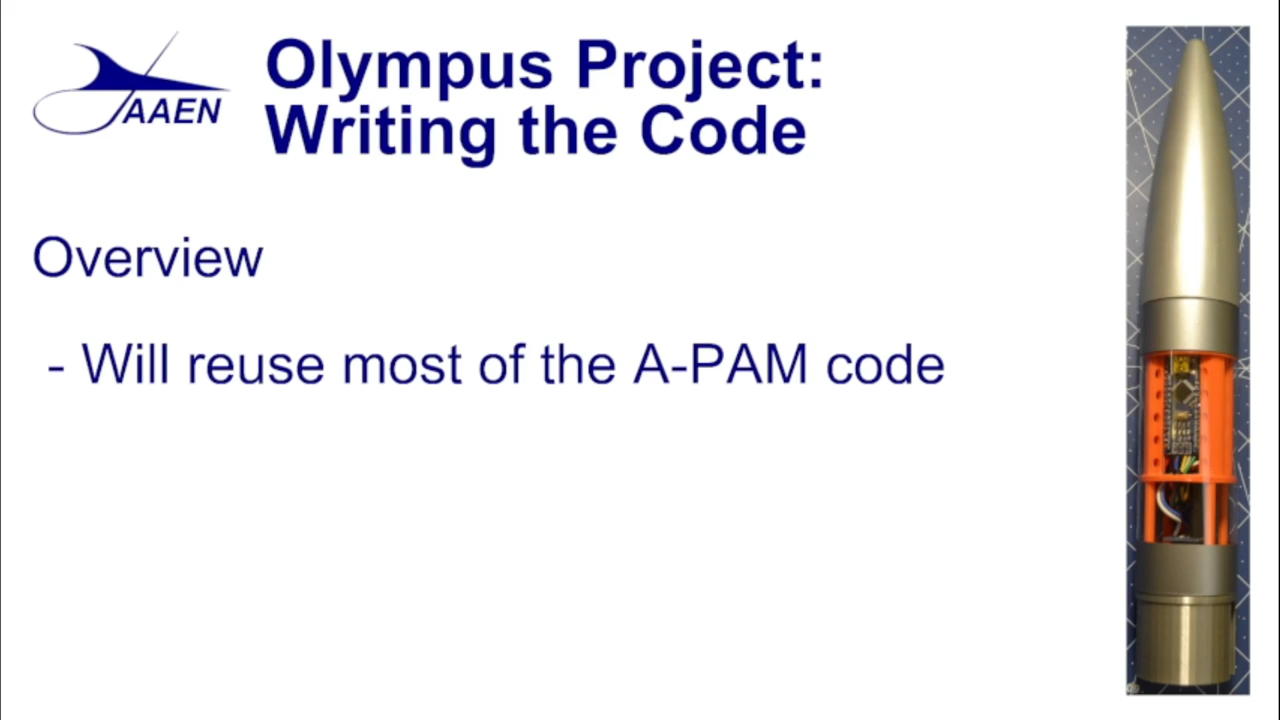 AAEN
Olympus Project:
Writing the Code
Overview
- Will reuse most of the A-PAM code